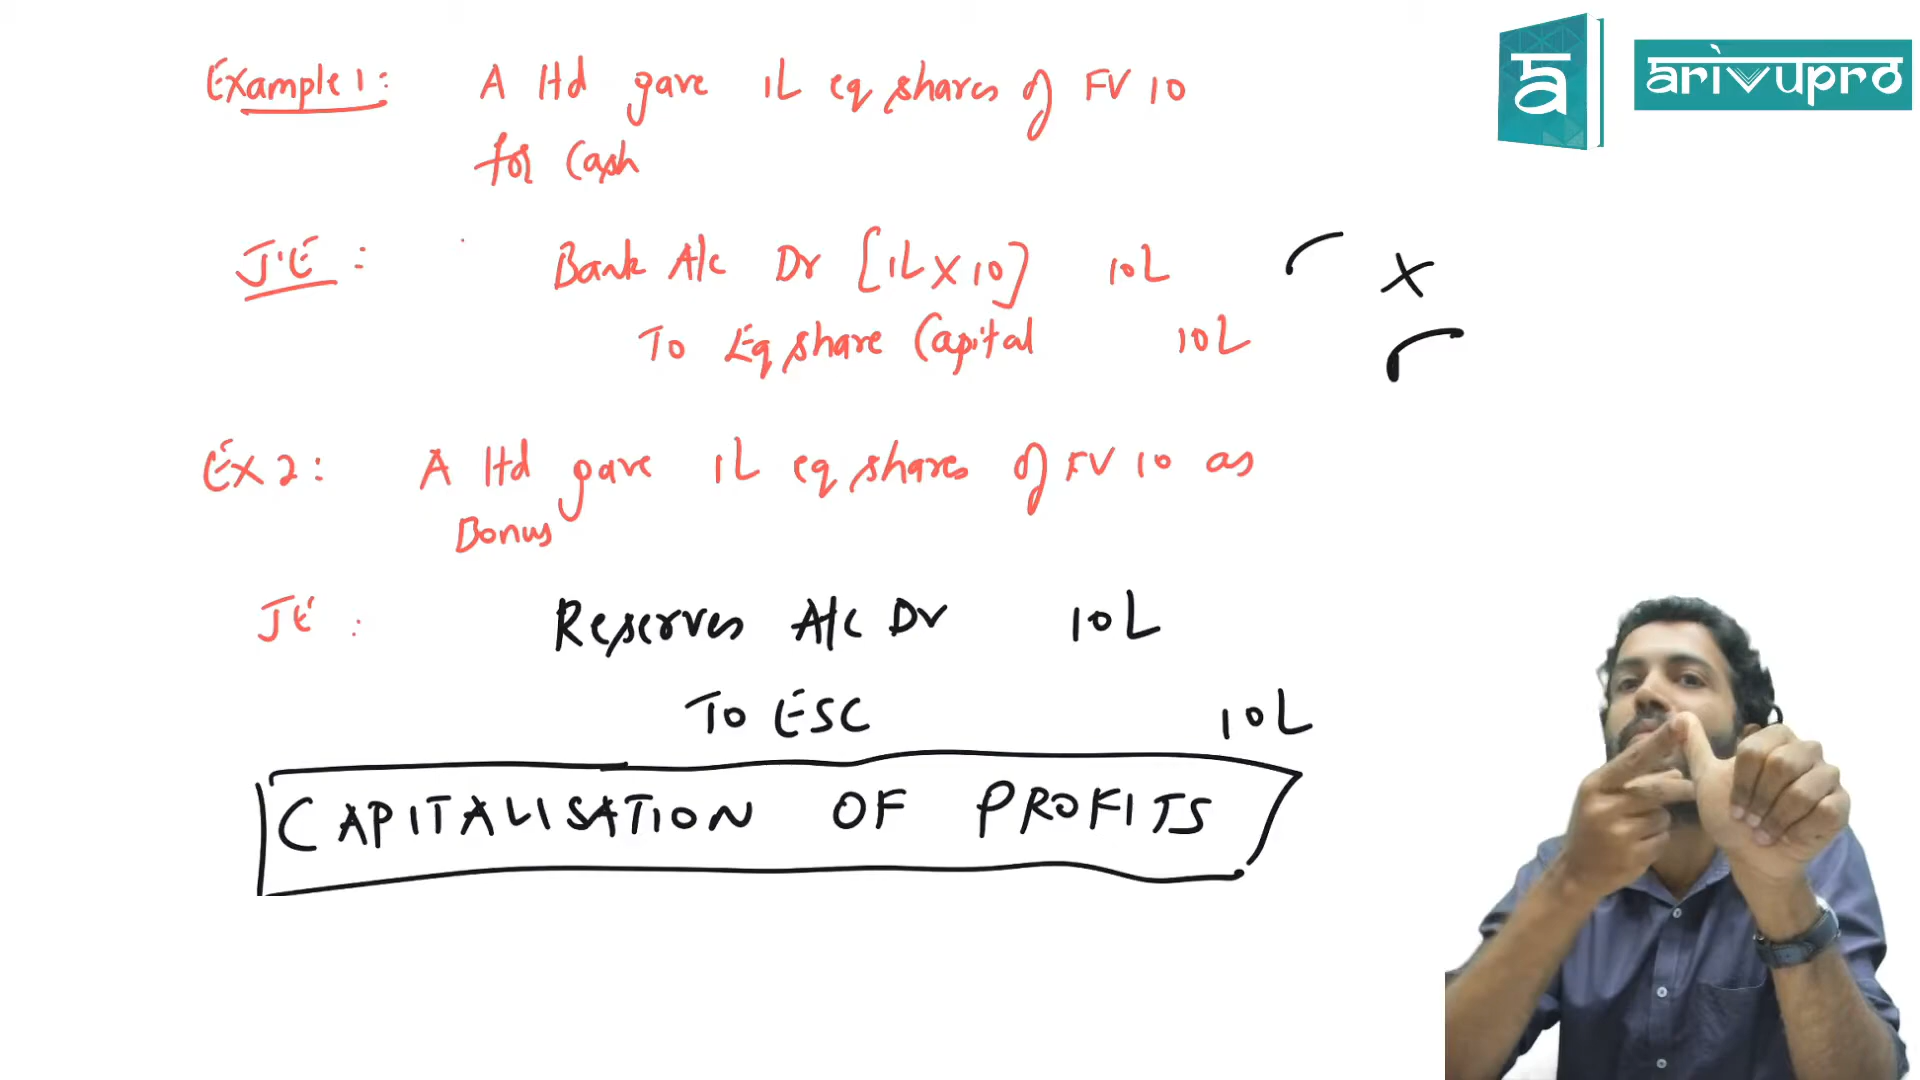 Example 1: A ltd gave 1L eq shares of FV 10
for Cash
arivupro
JE: Bank A/c Dr [1L X 10] 10L X
To Eq share Capital 10L
EX 2: A ltd gave 1L eq shares of FV 10 as
Bonus
JE: Reserves A/c Dr 10L
To ESC 10L
CAPITALISATION OF PROFITS